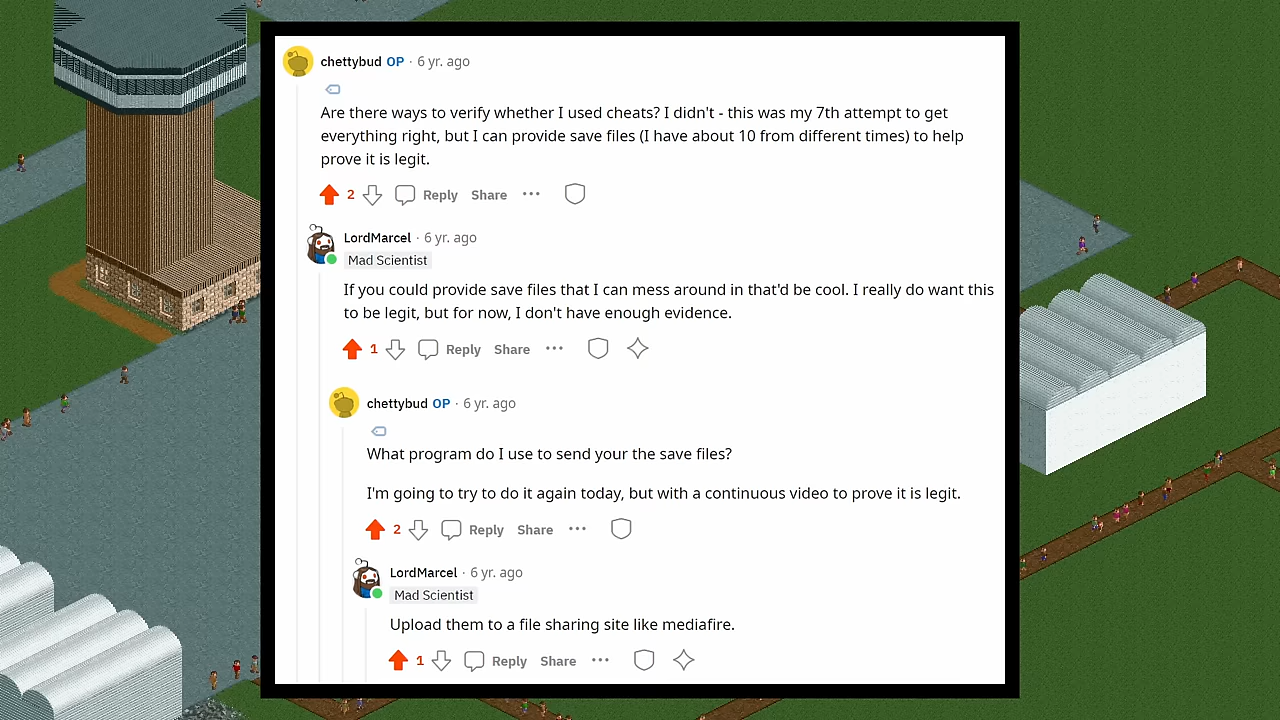 chettybud OP · 6 yr. ago
Are there ways to verify whether I used cheats? I didn't - this was my 7th attempt to get
everything right, but I can provide save files (I have about 10 from different times) to help
prove it is legit.
2 Reply Share ···
LordMarcel · 6 yr. ago
Mad Scientist
If you could provide save files that I can mess around in that'd be cool. I really do want this
to be legit, but for now, I don't have enough evidence.
1 Reply Share ···
chettybud OP · 6 yr. ago
What program do I use to send your the save files?
I'm going to try to do it again today, but with a continuous video to prove it is legit.
2 Reply Share ···
LordMarcel · 6 yr. ago
Mad Scientist
Upload them to a file sharing site like mediafire.
1 Reply Share ···